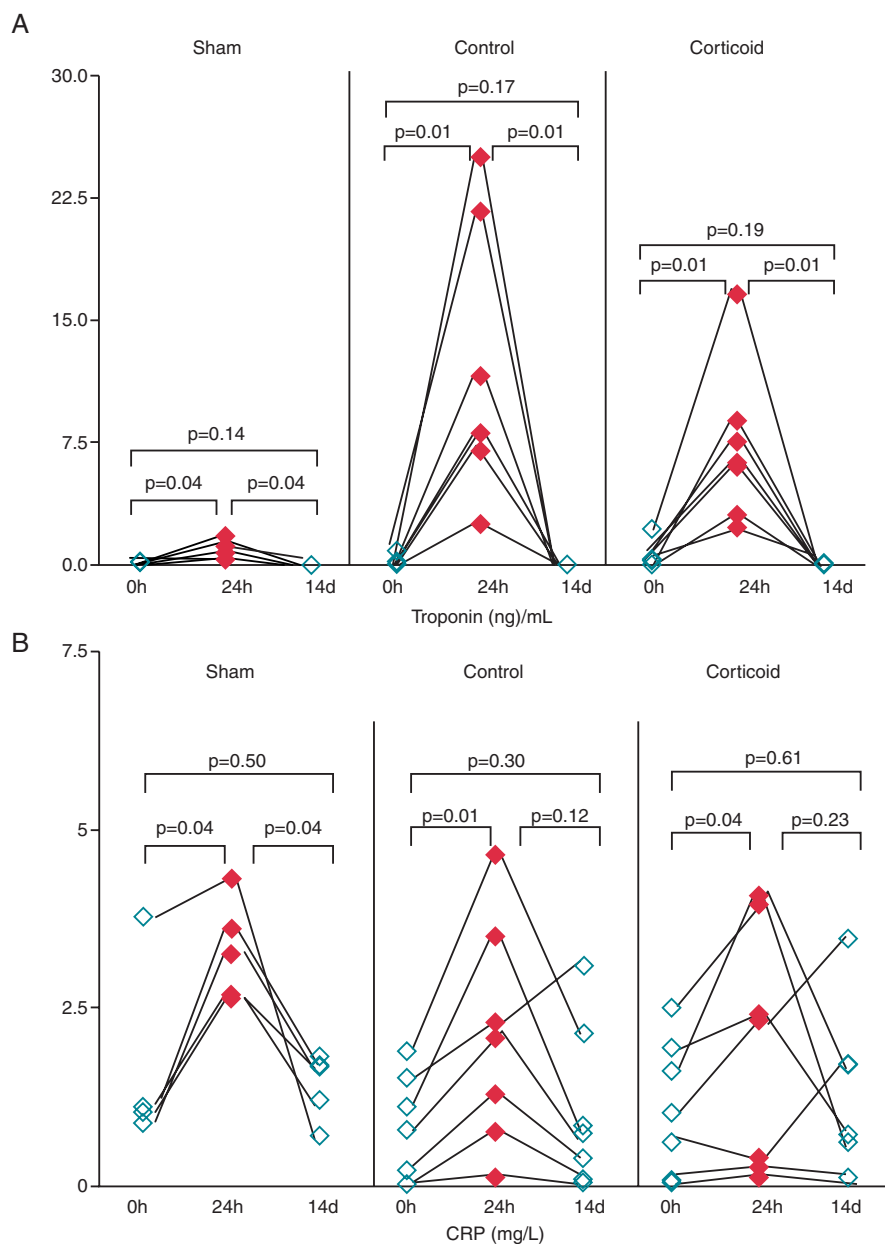 A
Sham Control Corticoid
30.0
p=0.17
p=0.01 p=0.01
22.5
p=0.19
p=0.01 p=0.01
15.0
7.5
p=0.14
p=0.04 p=0.04
0.0
0h 24h 14d 0h 24h 14d 0h 24h 14d
Troponin (ng)/mL
B
7.5
Sham Control Corticoid
p=0.50 p=0.30 p=0.61
5
p=0.04 p=0.04 p=0.01 p=0.12 p=0.04 p=0.23
2.5
0
0h 24h 14d 0h 24h 14d 0h 24h 14d
CRP (mg/L)